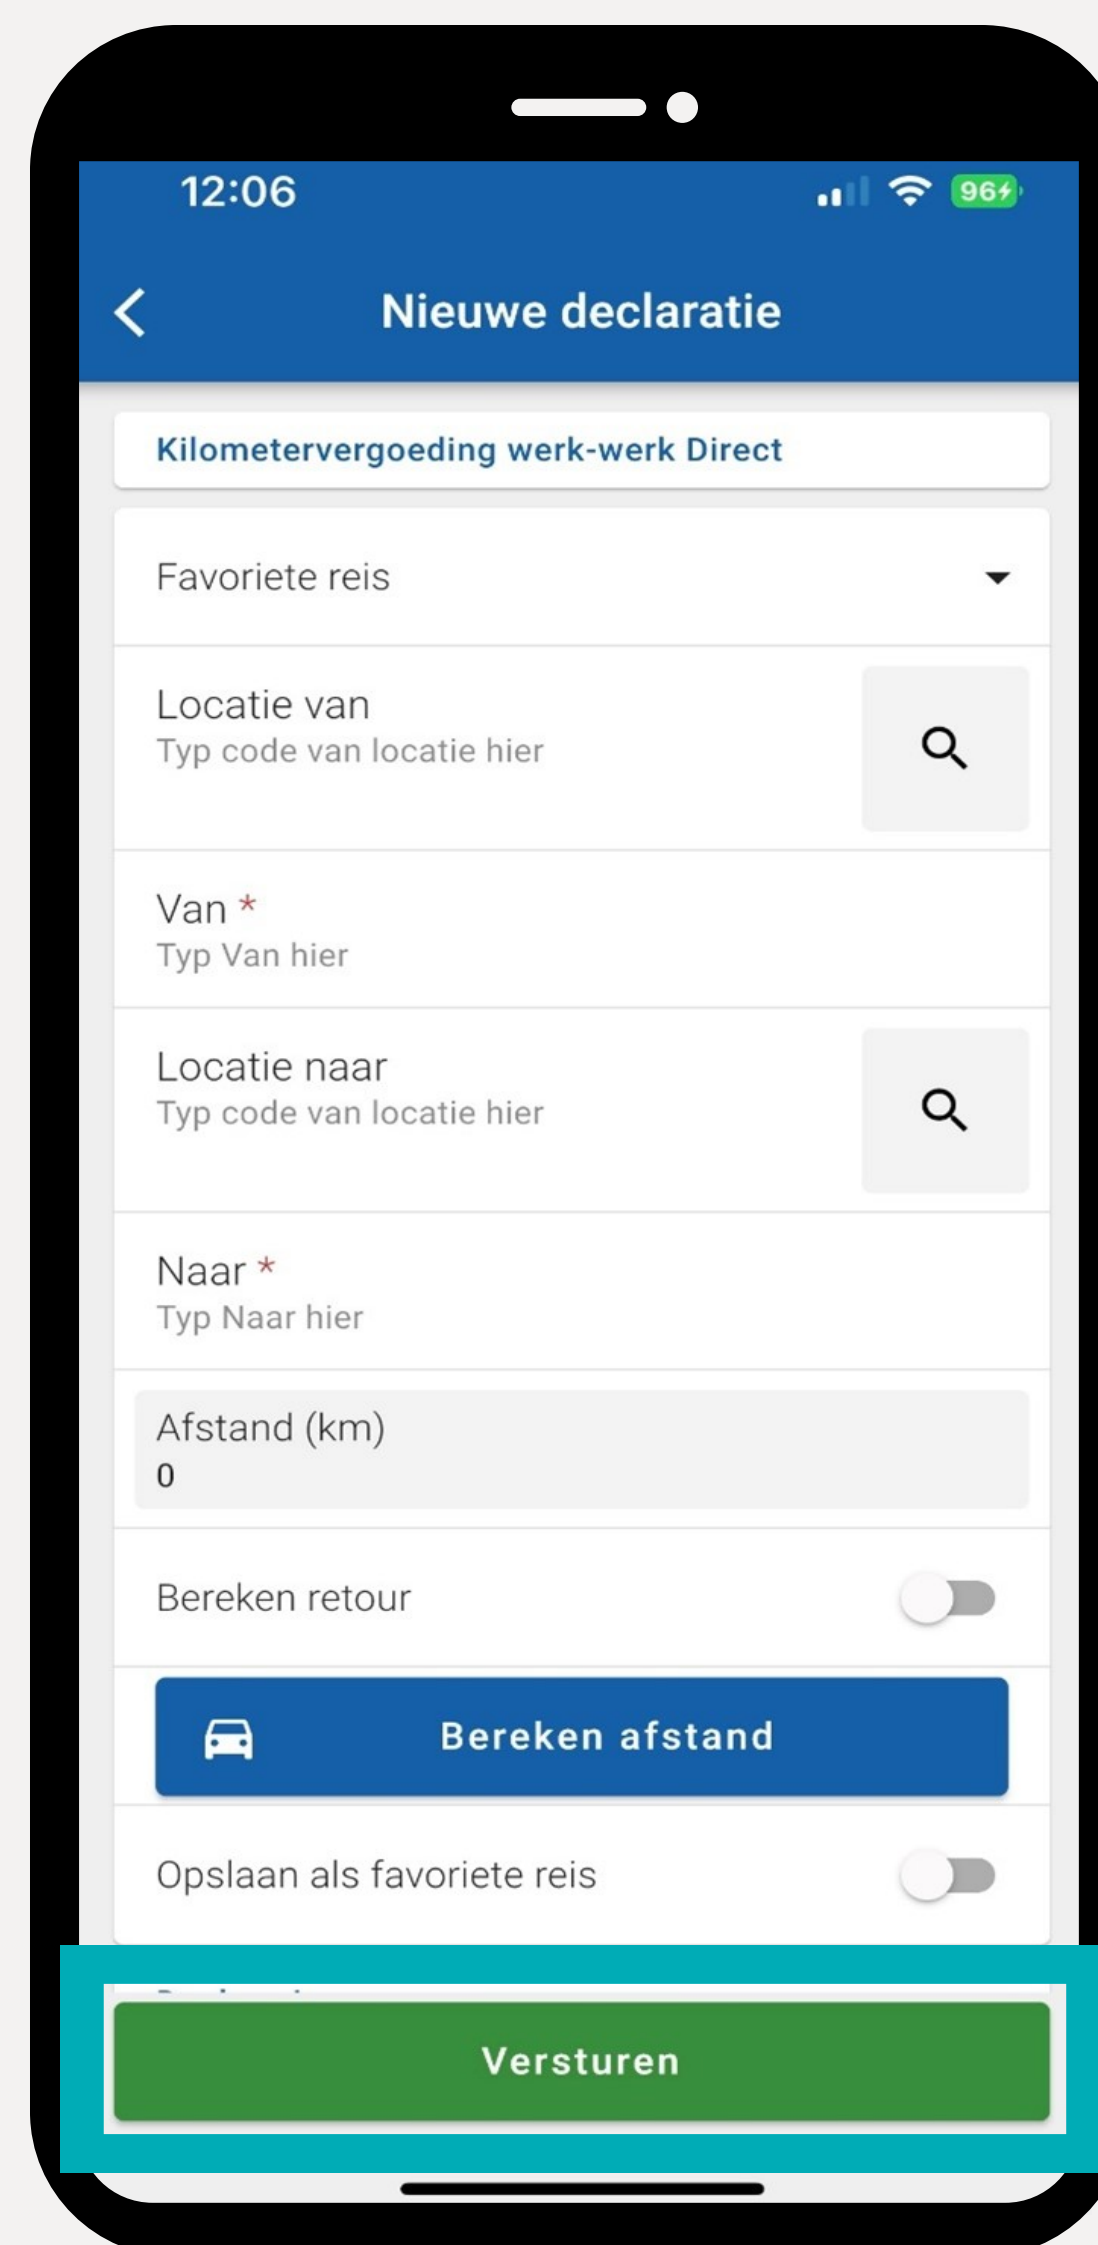 12:06
96
Nieuwe declaratie
Kilometervergoeding werk-werk Direct
Favoriete reis
Locatie van
Typ code van locatie hier
Van *
Typ Van hier
Locatie naar
Typ code van locatie hier
Naar *
Typ Naar hier
Afstand (km)
0
Bereken retour
Bereken afstand
Opslaan als favoriete reis
Versturen